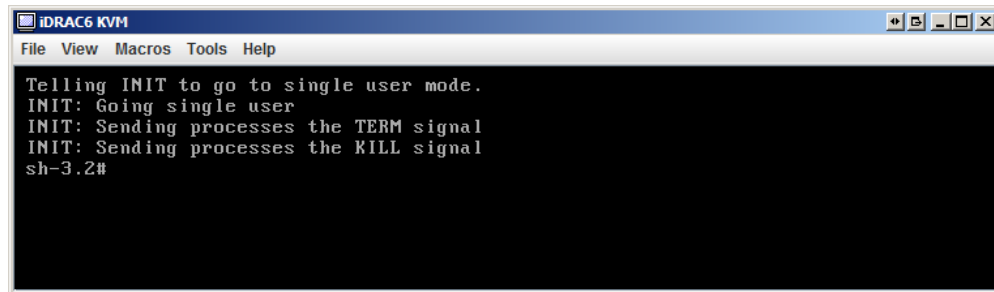 iDRAC6 KVM
File View Macros Tools Help
Telling INIT to go to single user mode.
INIT: Going single user
INIT: Sending processes the TERM signal
INIT: Sending processes the KILL signal
sh-3.2#